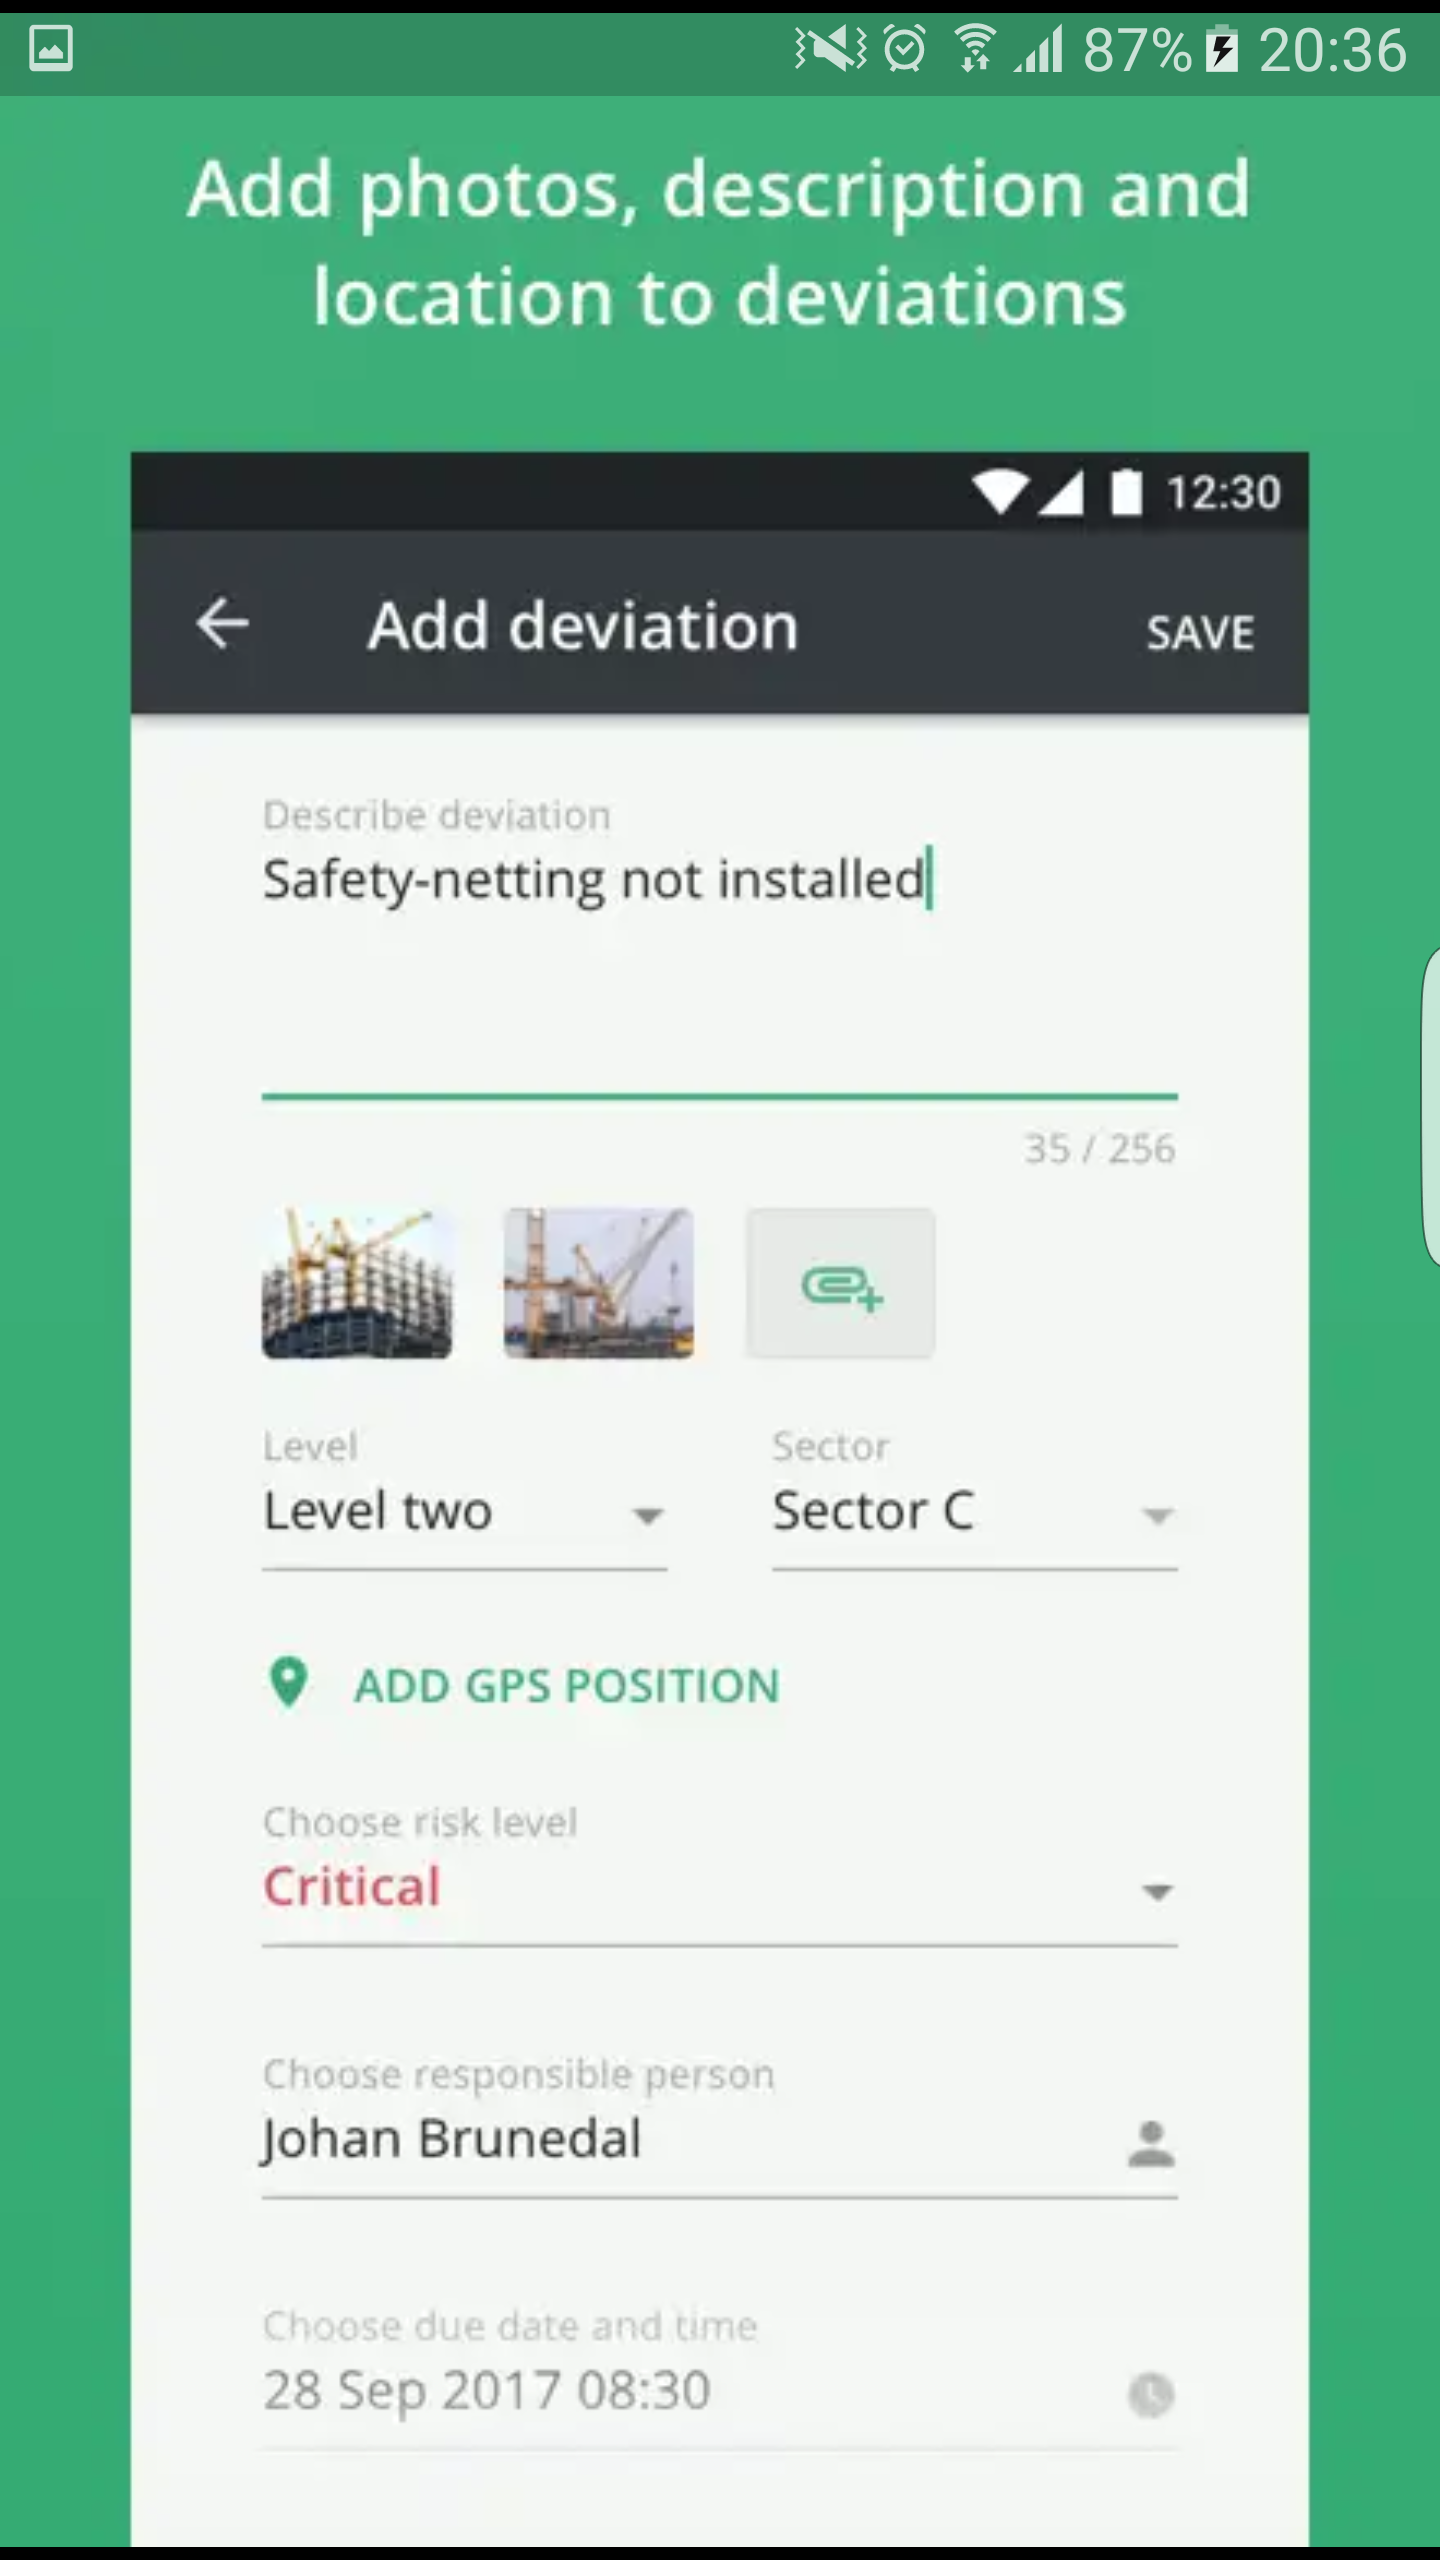 87% 20:36
Add photos, description and
location to deviations
12:30
Add deviation SAVE
Describe deviation
Safety-netting not installed
35 / 256
Level Sector
Level two Sector C
ADD GPS POSITION
Choose risk level
Critical
Choose responsible person
Johan Brunedal
Choose due date and time
28 Sep 2017 08:30